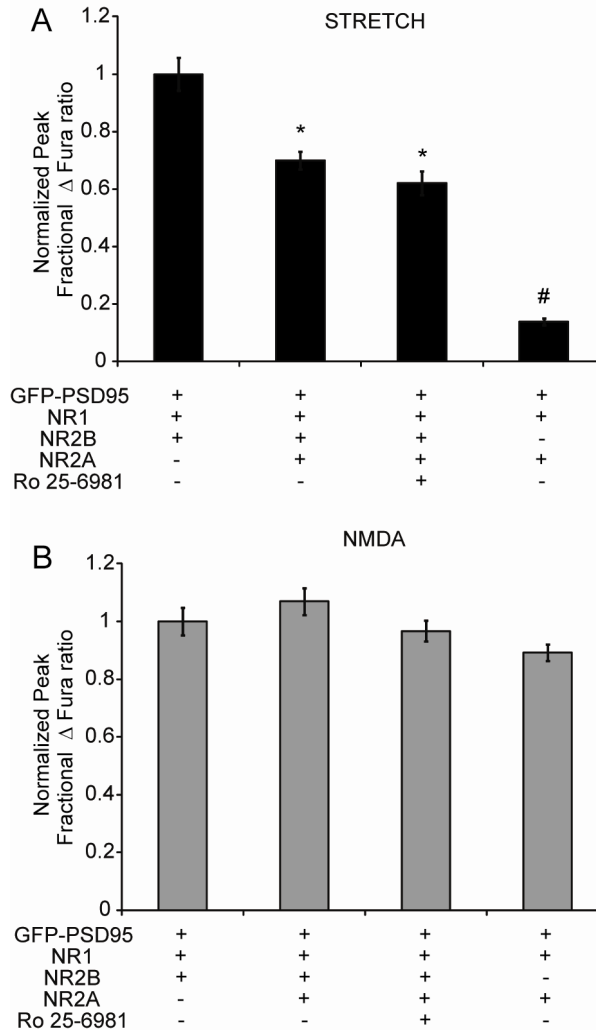 A
STRETCH
Normalized Peak
Fractional Δ Fura ratio
1.2
1
0.8
0.6
0.4
0.2
0
*
*
#
GFP-PSD95 + + + +
NR1 + + + +
NR2B + + + -
NR2A - + + +
Ro 25-6981 - - + -
B
NMDA
Normalized Peak
Fractional Δ Fura ratio
1.2
1
0.8
0.6
0.4
0.2
0
GFP-PSD95 + + + +
NR1 + + + +
NR2B + + + -
NR2A - + + +
Ro 25-6981 - - + -